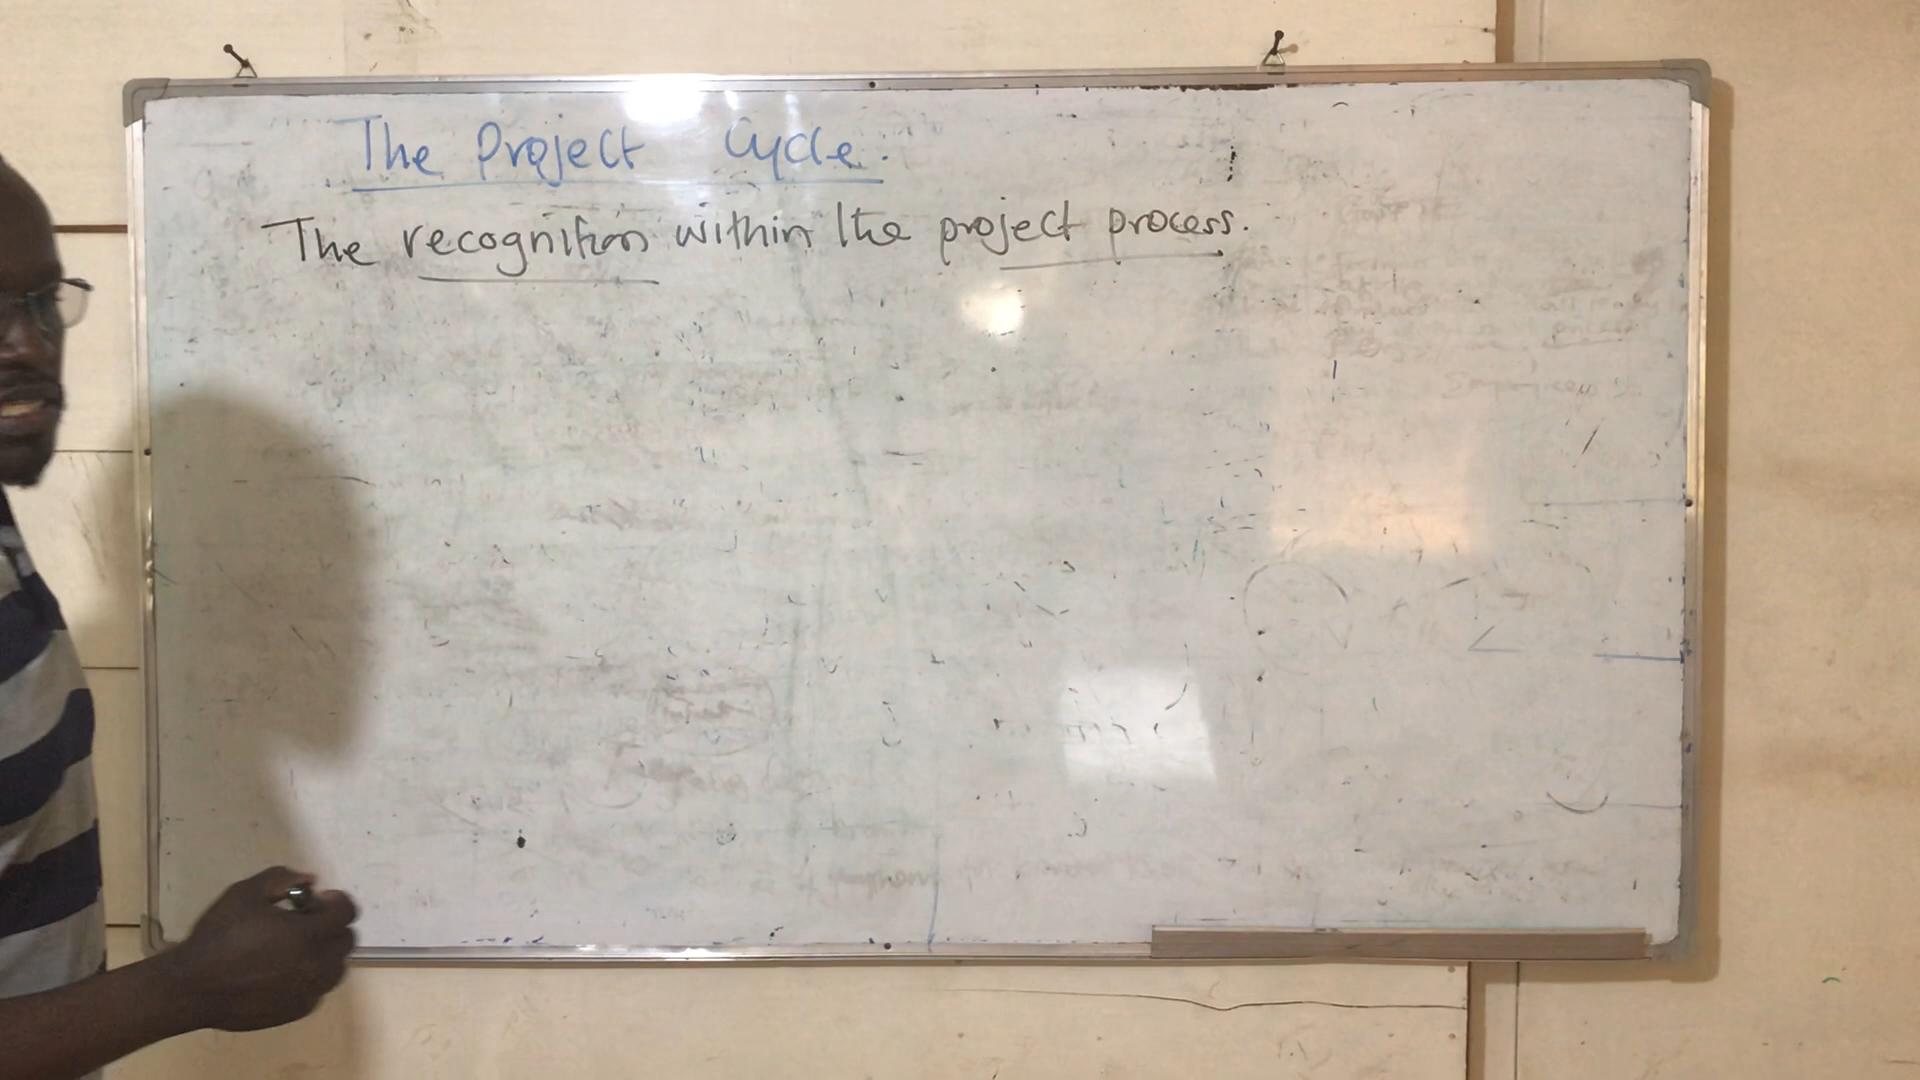 The Project Cycle.
The recognition within the project process.